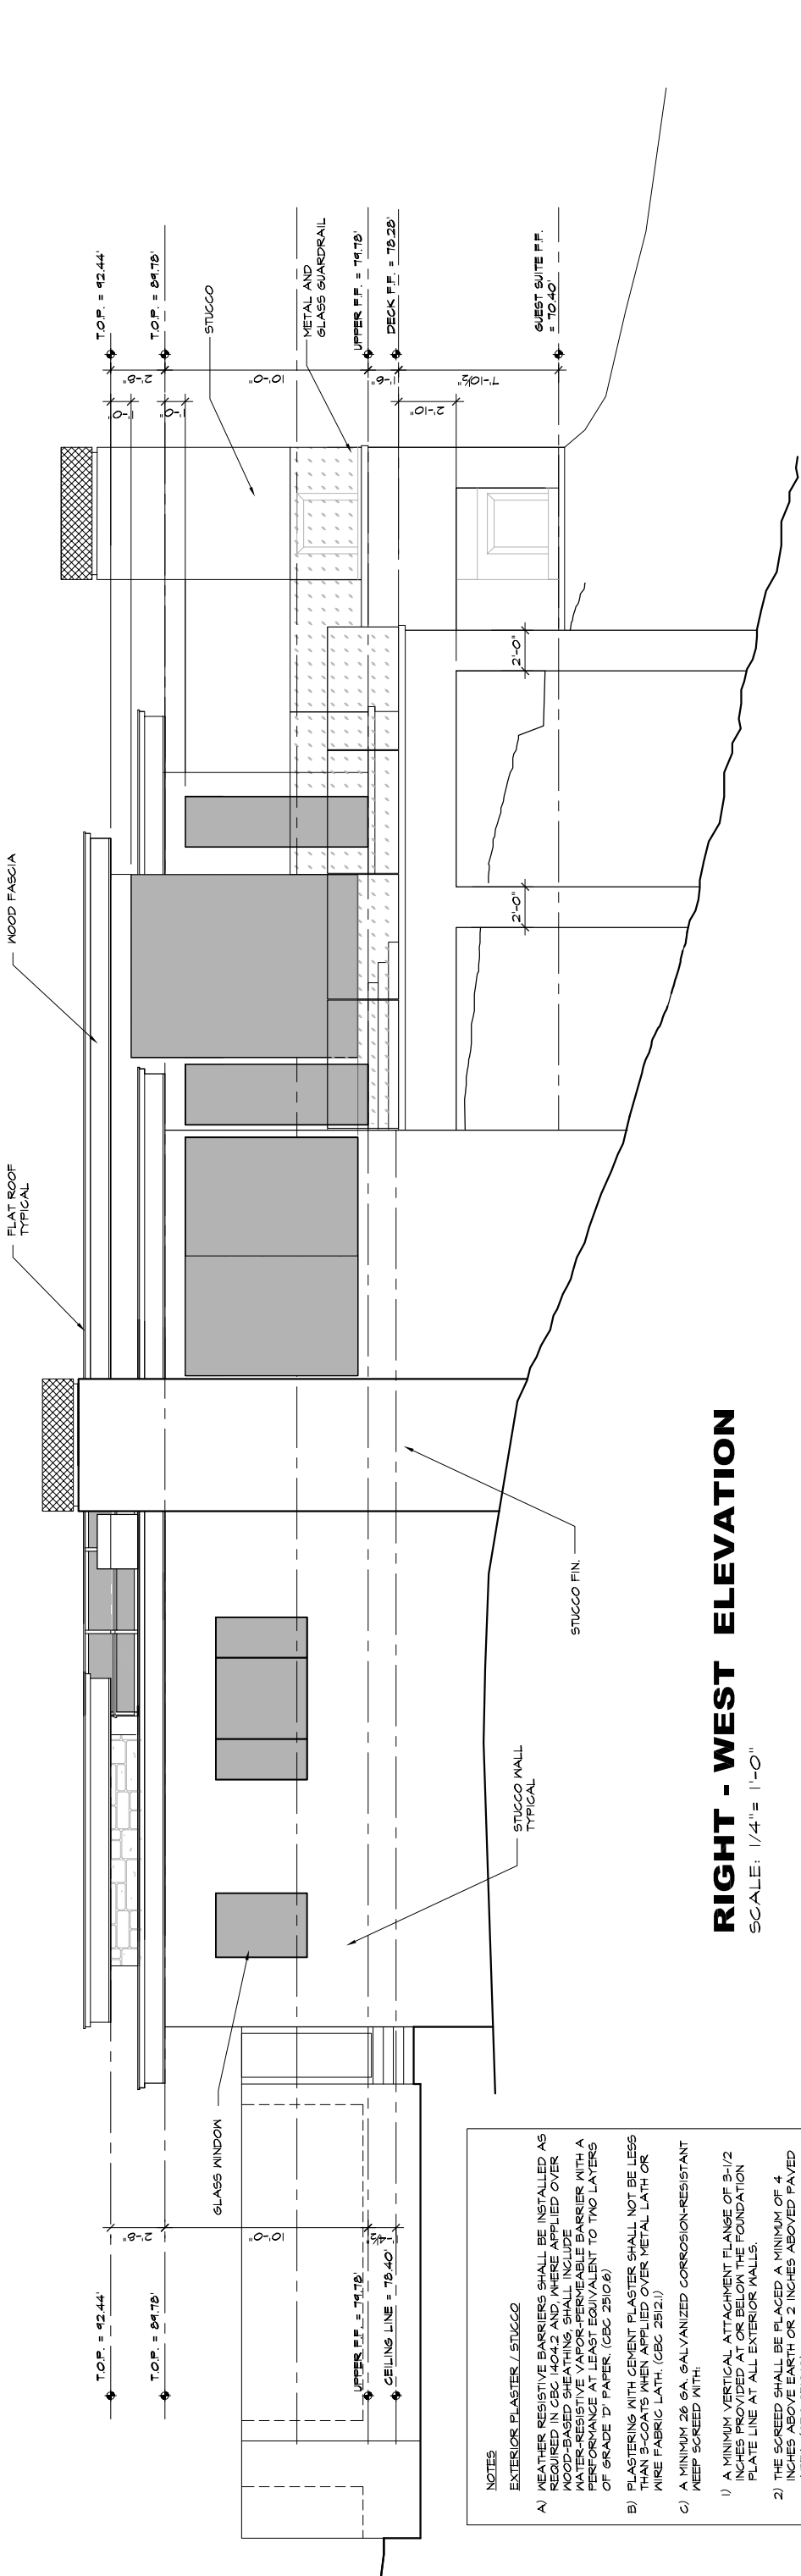 FLAT ROOF
TYPICAL
WOOD FASCIA
T.O.P. = 92.44'
T.O.P. = 89.78'
STUCCO
METAL AND
GLASS GUARDRAIL
UPPER F.F. = 79.78'
DECK F.F. = 78.28'
GUEST SUITE F.F.
= 70.40'
2'-8"
10'-0"
1'-6"
7'-10 1/2"
1'-0"
1'-0"
2'-10"
2'-0"
2'-0"
GLASS WINDOW
STUCCO WALL
TYPICAL
STUCCO FIN.
T.O.P. = 92.44'
T.O.P. = 89.78'
UPPER F.F. = 79.78'
CEILING LINE = 78.40'
2'-8"
10'-0"
RIGHT - WEST ELEVATION
SCALE: 1/4" = 1'-0"
NOTES
EXTERIOR PLASTER / STUCCO
A) WEATHER RESISTIVE BARRIERS SHALL BE INSTALLED AS
REQUIRED IN CBC 1404.2 AND, WHERE APPLIED OVER
WOOD-BASED SHEATHING, SHALL INCLUDE
WATER-RESISTIVE VAPOR-PERMEABLE BARRIER WITH A
PERFORMANCE AT LEAST EQUIVALENT TO TWO LAYERS
OF GRADE 'D' PAPER. (CBC 2510.6)
B) PLASTERING WITH CEMENT PLASTER SHALL NOT BE LESS
THAN 3-COATS WHEN APPLIED OVER METAL LATH OR
WIRE FABRIC LATH. (CBC 2512.1)
C) A MINIMUM 26 GA. GALVANIZED CORROSION-RESISTANT
WEEP SCREED WITH:
1) A MINIMUM VERTICAL ATTACHMENT FLANGE OF 3-1/2
INCHES PROVIDED AT OR BELOW THE FOUNDATION
PLATE LINE AT ALL EXTERIOR WALLS.
2) THE SCREED SHALL BE PLACED A MINIMUM OF 4
INCHES ABOVE EARTH OR 2 INCHES ABOVED PAVED